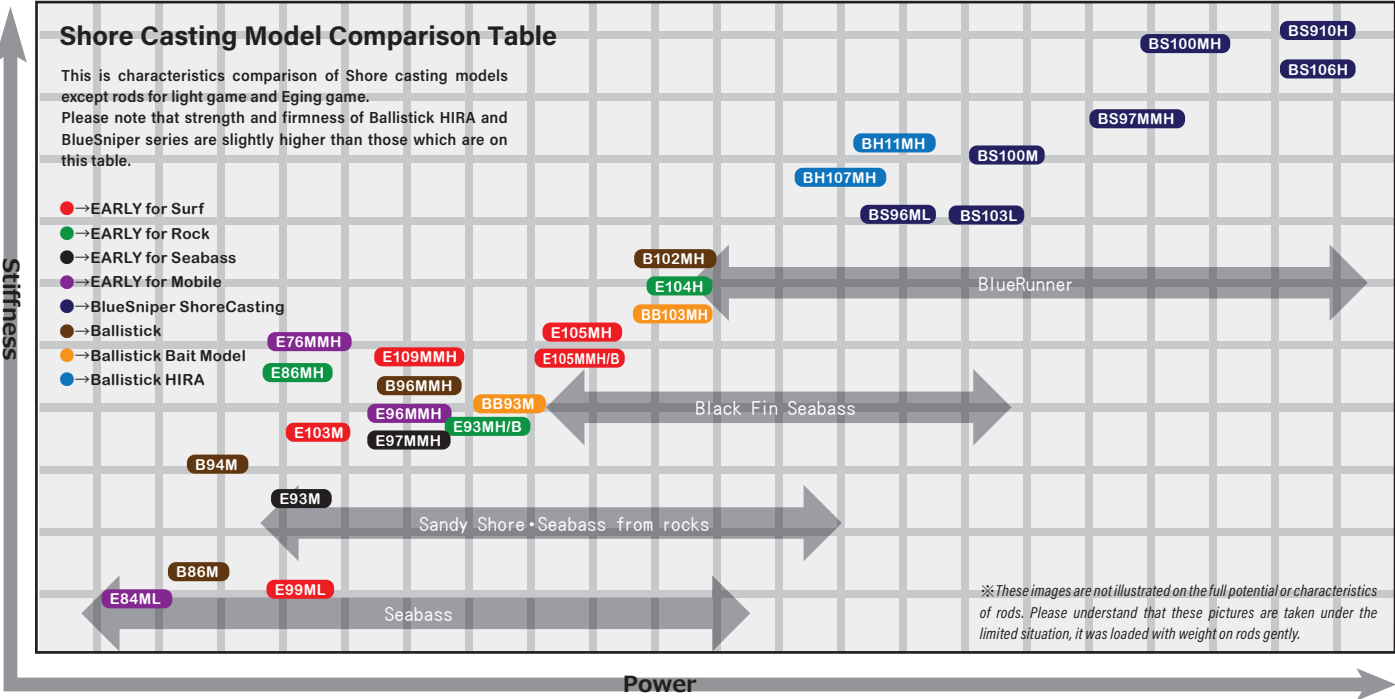 Shore Casting Model Comparison Table
This is characteristics comparison of Shore casting models
except rods for light game and Eging game.
Please note that strength and firmness of Ballistick HIRA and
BlueSniper series are slightly higher than those which are on
this table.
●→EARLY for Surf
●→EARLY for Rock
●→EARLY for Seabass
●→EARLY for Mobile
●→BlueSniper ShoreCasting
●→Ballistick
●→Ballistick Bait Model
●→Ballistick HIRA
Stiffness
BS910H
BS100MH
BS106H
BS97MMH
BH11MH
BS100M
BH107MH
BS96ML
BS103L
B102MH
E104H
BlueRunner
BB103MH
E105MH
E76MMH
E109MMH
E105MMH/B
E86MH
B96MMH
BB93M
Black Fin Seabass
E96MMH
E93MH/B
E103M
E97MMH
B94M
E93M
Sandy Shore•Seabass from rocks
B86M
E99ML
E84ML
Seabass
※These images are not illustrated on the full potential or characteristics
of rods. Please understand that these pictures are taken under the
limited situation, it was loaded with weight on rods gently.
Power